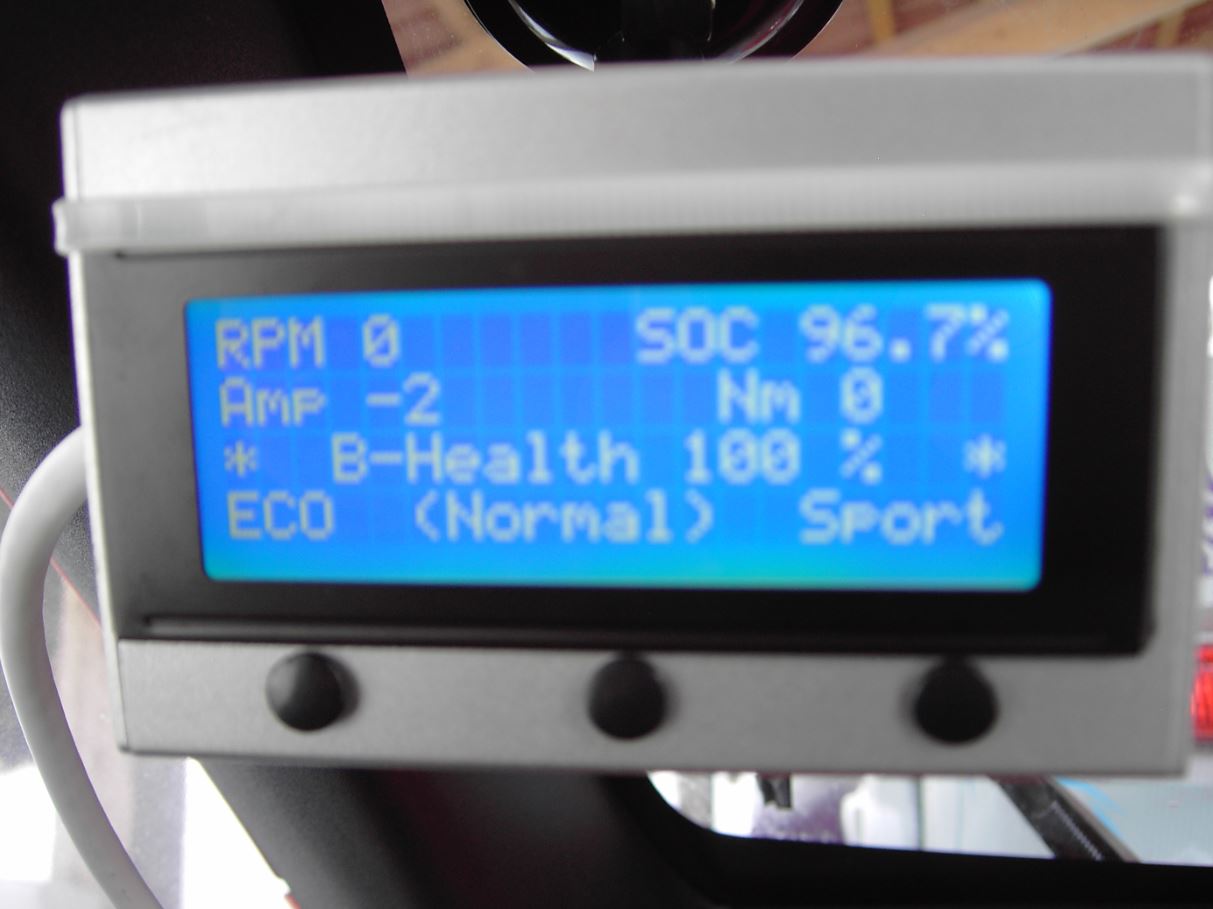 RPM 0 SOC 96.7%
Amp -2 Nm 0
* B-Health 100 % *
ECO (Normal) Sport